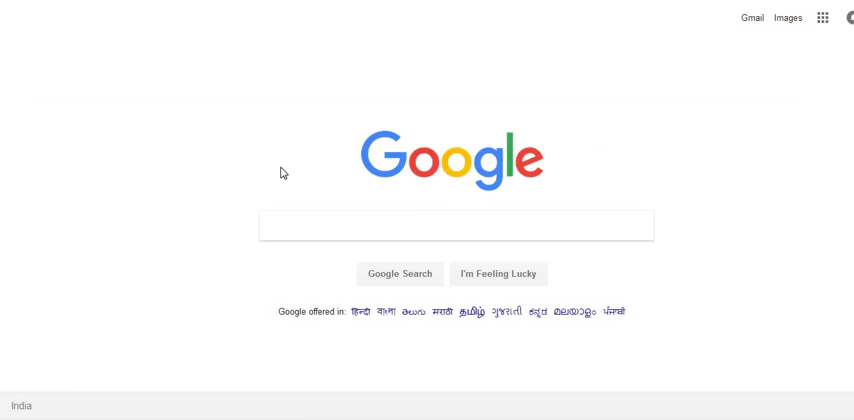 Gmail Images
Google
Google Search I'm Feeling Lucky
Google offered in: हिन्दी বাংলা తెలుగు मराठी தமிழ் ગુજરાતી ಕನ್ನಡ മലയാളം ਪੰਜਾਬੀ
India